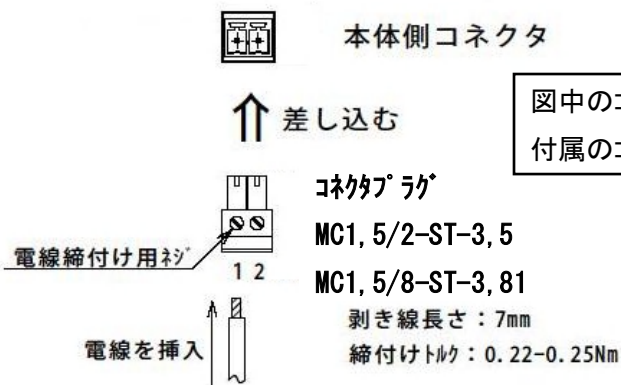 本体側コネクタ
図中のコ
差し込む
付属のコ
コネクタプラグ
MC1,5/2-ST-3,5
電線締付け用ネジ
1 2
MC1,5/8-ST-3,81
剥き線長さ：7mm
電線を挿入
締付けトルク：0.22-0.25Nm